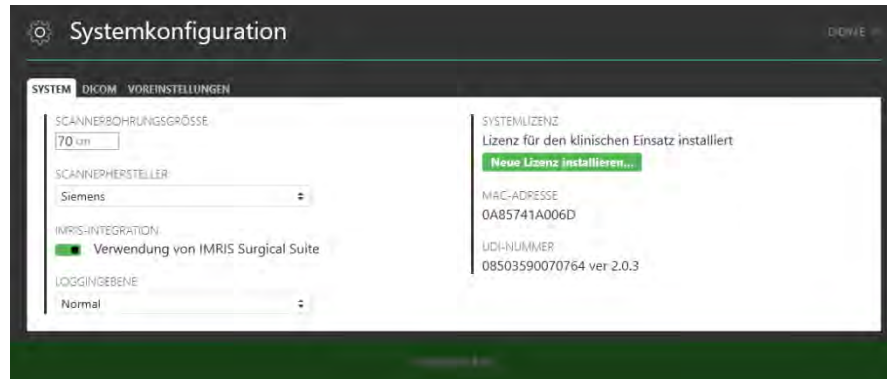 Systemkonfiguration
SYSTEM DICOM VOREINSTELLUNGEN
SCANNERBOHRUNGSGRÖSSE
70 cm
SCANNERHERSTELLER
Siemens
IMRIS-INTEGRATION
Verwendung von IMRIS Surgical Suite
LOGGINGEBENE
Normal
SYSTEMLIZENZ
Lizenz für den klinischen Einsatz installiert
Neue Lizenz installieren...
MAC-ADRESSE
0A85741A006D
UDI-NUMMER
08503590070764 ver 2.0.3